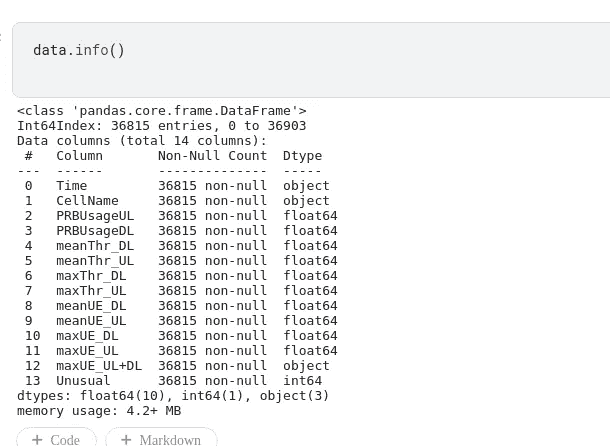 data.info()
<class 'pandas.core.frame.DataFrame'>
Int64Index: 36815 entries, 0 to 36903
Data columns (total 14 columns):
 #   Column       Non-Null Count  Dtype
---  ------       --------------  -----
 0   Time         36815 non-null  object
 1   CellName     36815 non-null  object
 2   PRBUsageUL   36815 non-null  float64
 3   PRBUsageDL   36815 non-null  float64
 4   meanThr_DL   36815 non-null  float64
 5   meanThr_UL   36815 non-null  float64
 6   maxThr_DL    36815 non-null  float64
 7   maxThr_UL    36815 non-null  float64
 8   meanUE_DL    36815 non-null  float64
 9   meanUE_UL    36815 non-null  float64
 10  maxUE_DL     36815 non-null  float64
 11  maxUE_UL     36815 non-null  float64
 12  maxUE_UL+DL  36815 non-null  object
 13  Unusual      36815 non-null  int64
dtypes: float64(10), int64(1), object(3)
memory usage: 4.2+ MB
+ Code + Markdown